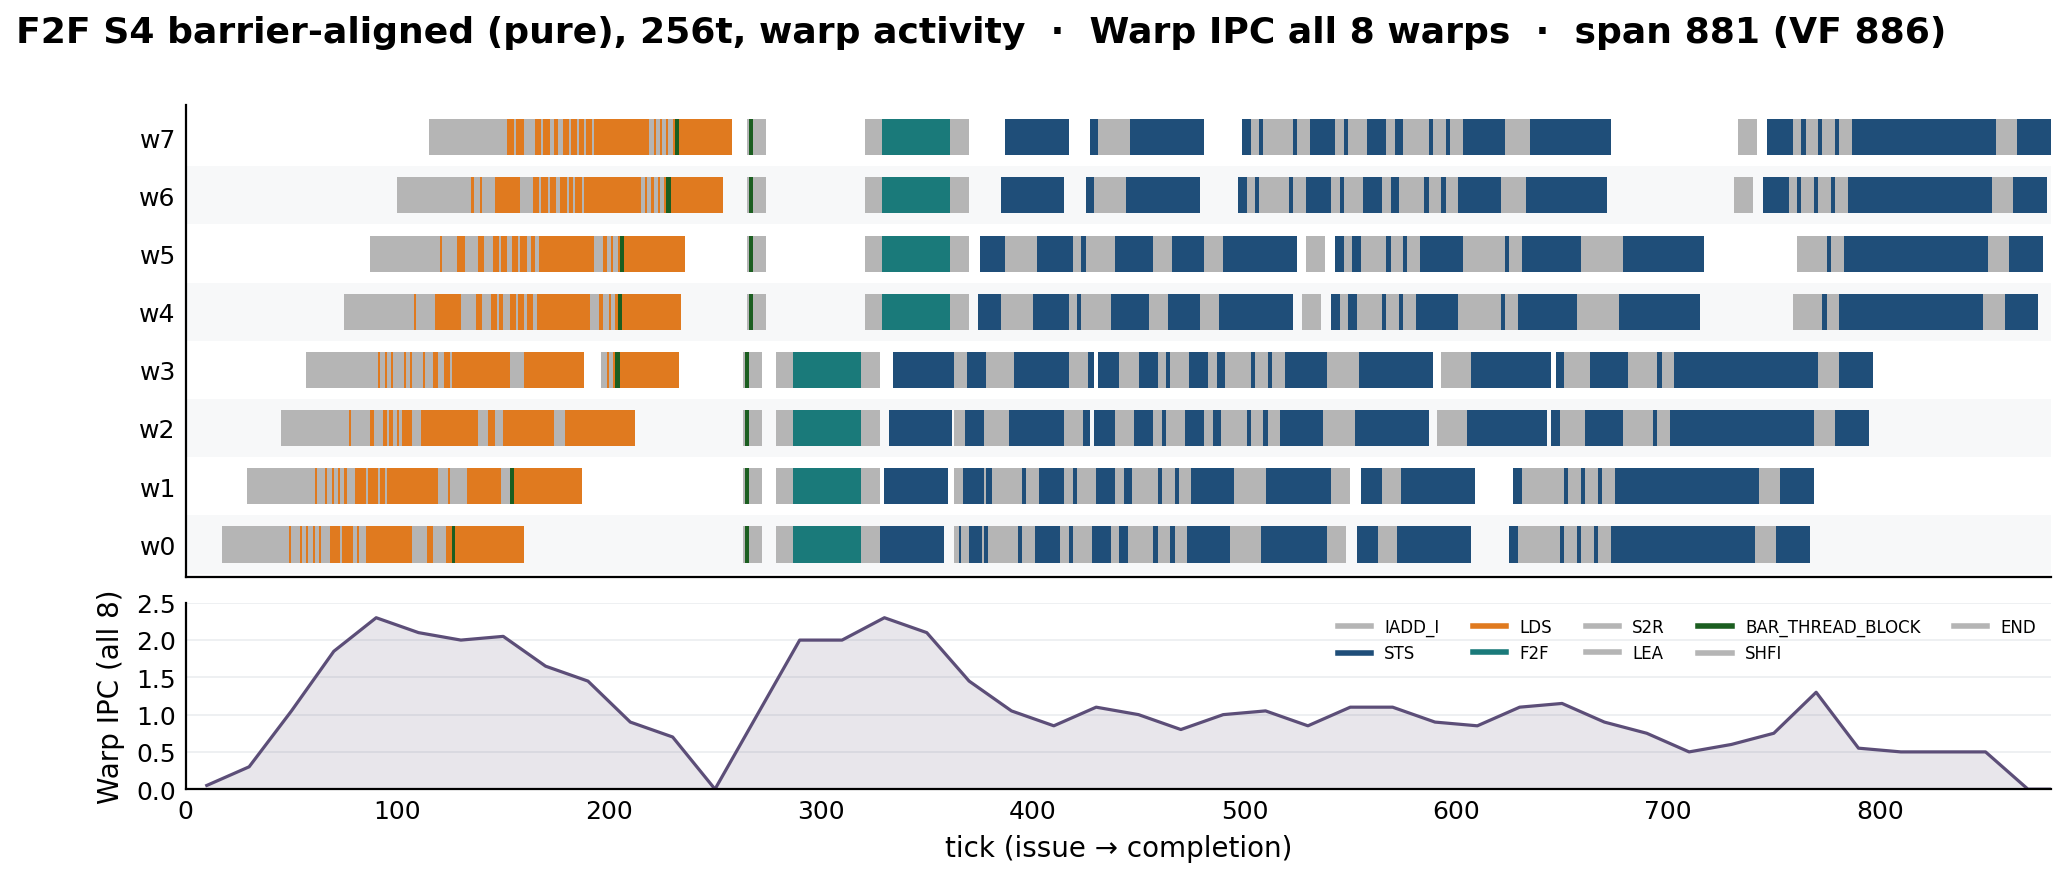 F2F S4 barrier-aligned (pure), 256t, warp activity · Warp IPC all 8 warps · span 881 (VF 886)
w7
w6
w5
w4
w3
w2
w1
w0
Warp IPC (all 8)
2.5
2.0
1.5
1.0
0.5
0.0
IADD_I LDS S2R BAR_THREAD_BLOCK END
STS F2F LEA SHFI
0 100 200 300 400 500 600 700 800
tick (issue → completion)